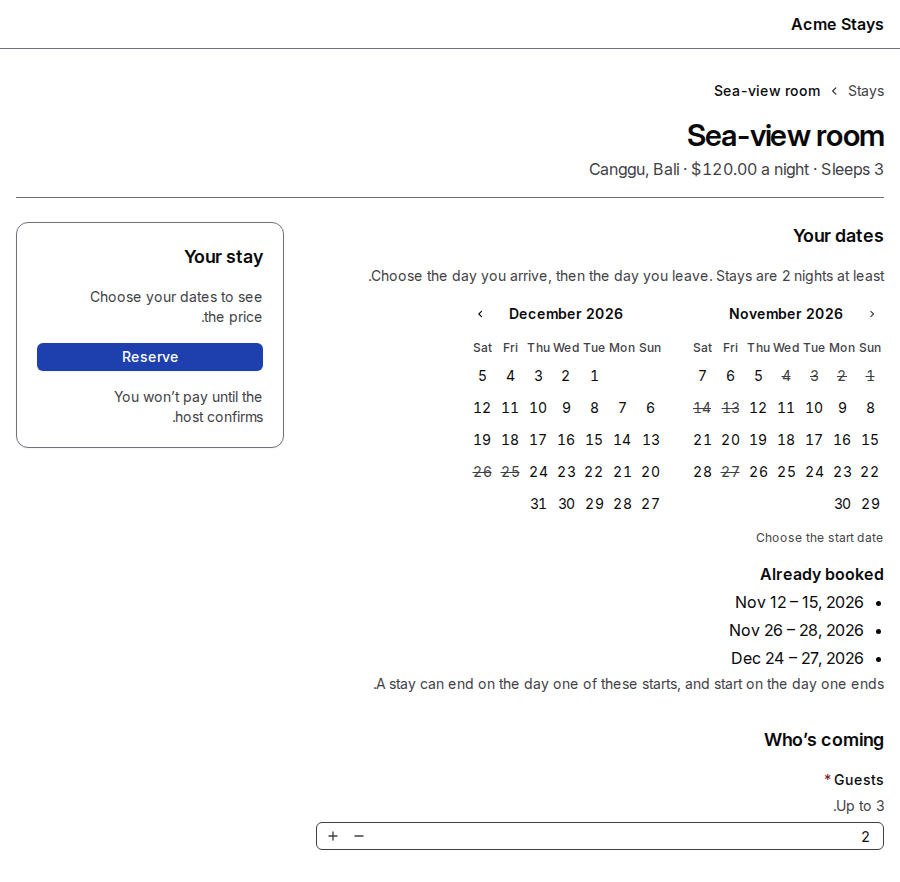 Acme Stays
Stays ‹ Sea-view room
Sea-view room
Canggu, Bali · $120.00 a night · Sleeps 3
Your dates
.Choose the day you arrive, then the day you leave. Stays are 2 nights at least
November 2026
Sun Mon Tue Wed Thu Fri Sat
1 2 3 4 5 6 7
8 9 10 11 12 13 14
15 16 17 18 19 20 21
22 23 24 25 26 27 28
29 30
December 2026
Sun Mon Tue Wed Thu Fri Sat
1 2 3 4 5
6 7 8 9 10 11 12
13 14 15 16 17 18 19
20 21 22 23 24 25 26
27 28 29 30 31
Choose the start date
Already booked
• Nov 12 – 15, 2026
• Nov 26 – 28, 2026
• Dec 24 – 27, 2026
.A stay can end on the day one of these starts, and start on the day one ends
Who’s coming
Guests *
.Up to 3
2
− +
Your stay
Choose your dates to see
.the price
Reserve
You won’t pay until the
.host confirms